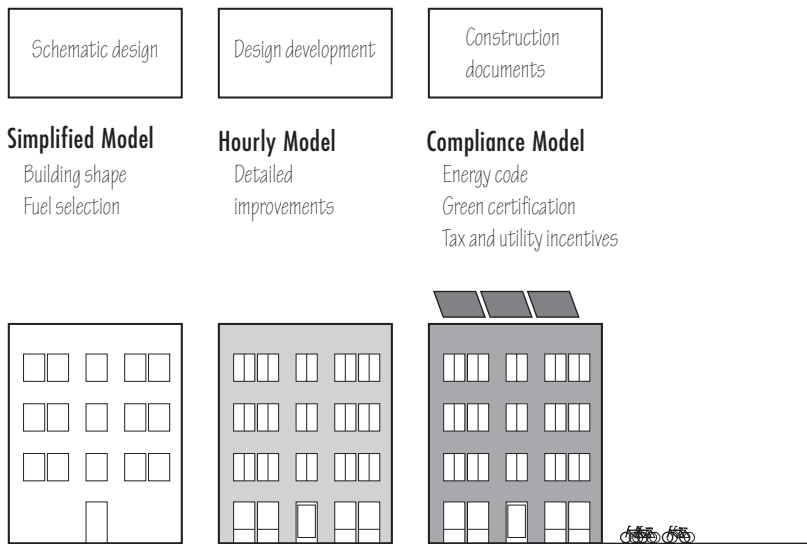 Schematic design
Design development
Construction
documents
Simplified Model
Building shape
Fuel selection
Hourly Model
Detailed
improvements
Compliance Model
Energy code
Green certification
Tax and utility incentives